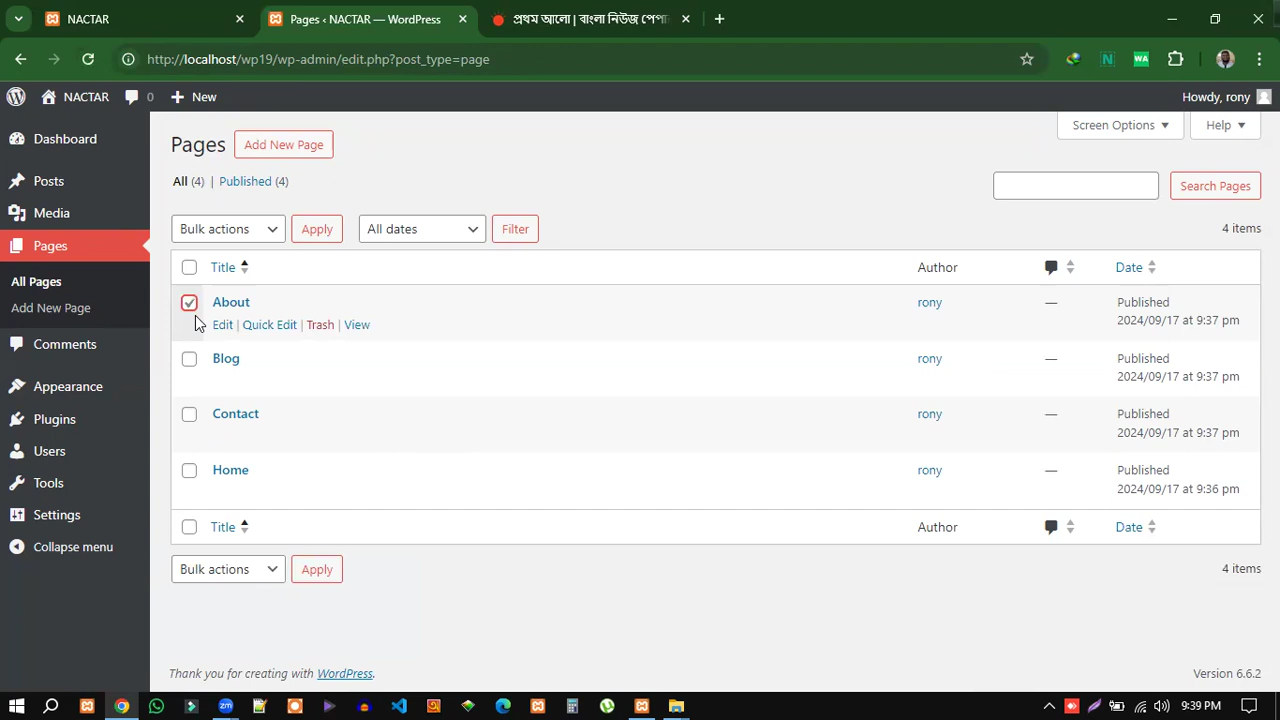 NACTAR
Pages ‹ NACTAR — WordPress
প্রথম আলো | বাংলা নিউজ পেপা
http://localhost/wp19/wp-admin/edit.php?post_type=page
N
WA
NACTAR 0 New Howdy, rony
Dashboard
Posts
Media
Pages
All Pages
Add New Page
Comments
Appearance
Plugins
Users
Tools
Settings
Collapse menu
Screen Options Help
Pages Add New Page
All (4) | Published (4)
Search Pages
Bulk actions Apply All dates Filter 4 items
Title Author Date
About rony — Published
2024/09/17 at 9:37 pm
Edit | Quick Edit | Trash | View
Blog rony — Published
2024/09/17 at 9:37 pm
Contact rony — Published
2024/09/17 at 9:37 pm
Home rony — Published
2024/09/17 at 9:36 pm
Title Author Date
Bulk actions Apply 4 items
Thank you for creating with WordPress. Version 6.6.2
zm
9:39 PM